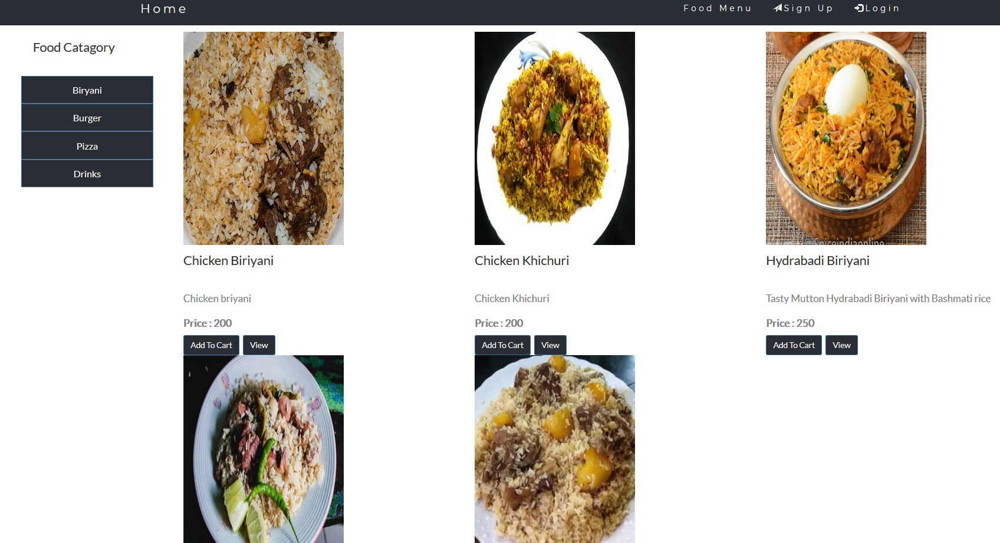 Home
Food Menu
Sign Up
Login
Food Catagory
Biryani
Burger
Pizza
Drinks
Chicken Biriyani
Chicken briyani
Price : 200
Add To Cart
View
Chicken Khichuri
Chicken Khichuri
Price : 200
Add To Cart
View
Spiceindiaonline
Hydrabadi Biriyani
Tasty Mutton Hydrabadi Biriyani with Bashmati rice
Price : 250
Add To Cart
View